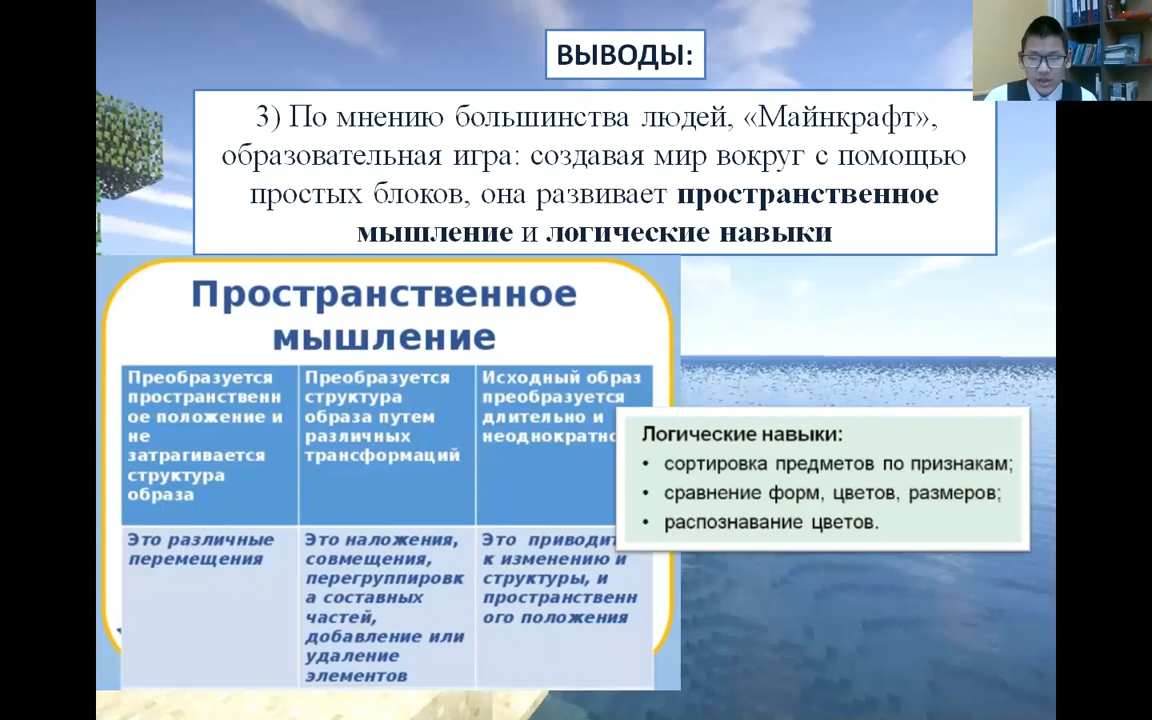 ВЫВОДЫ:
3) По мнению большинства людей, «Майнкрафт»,
образовательная игра: создавая мир вокруг с помощью
простых блоков, она развивает пространственное
мышление и логические навыки
Пространственное
мышление
Преобразуется
пространственн
ое положение и
не
затрагивается
структура
образа
Преобразуется
структура
образа путем
различных
трансформаций
Исходный образ
преобразуется
длительно и
неоднократно
Это различные
перемещения
Это наложения,
совмещения,
перегруппировк
а составных
частей,
добавление или
удаление
элементов
Это приводит
к изменению и
структуры, и
пространственн
ого положения
Логические навыки:
• сортировка предметов по признакам;
• сравнение форм, цветов, размеров;
• распознавание цветов.